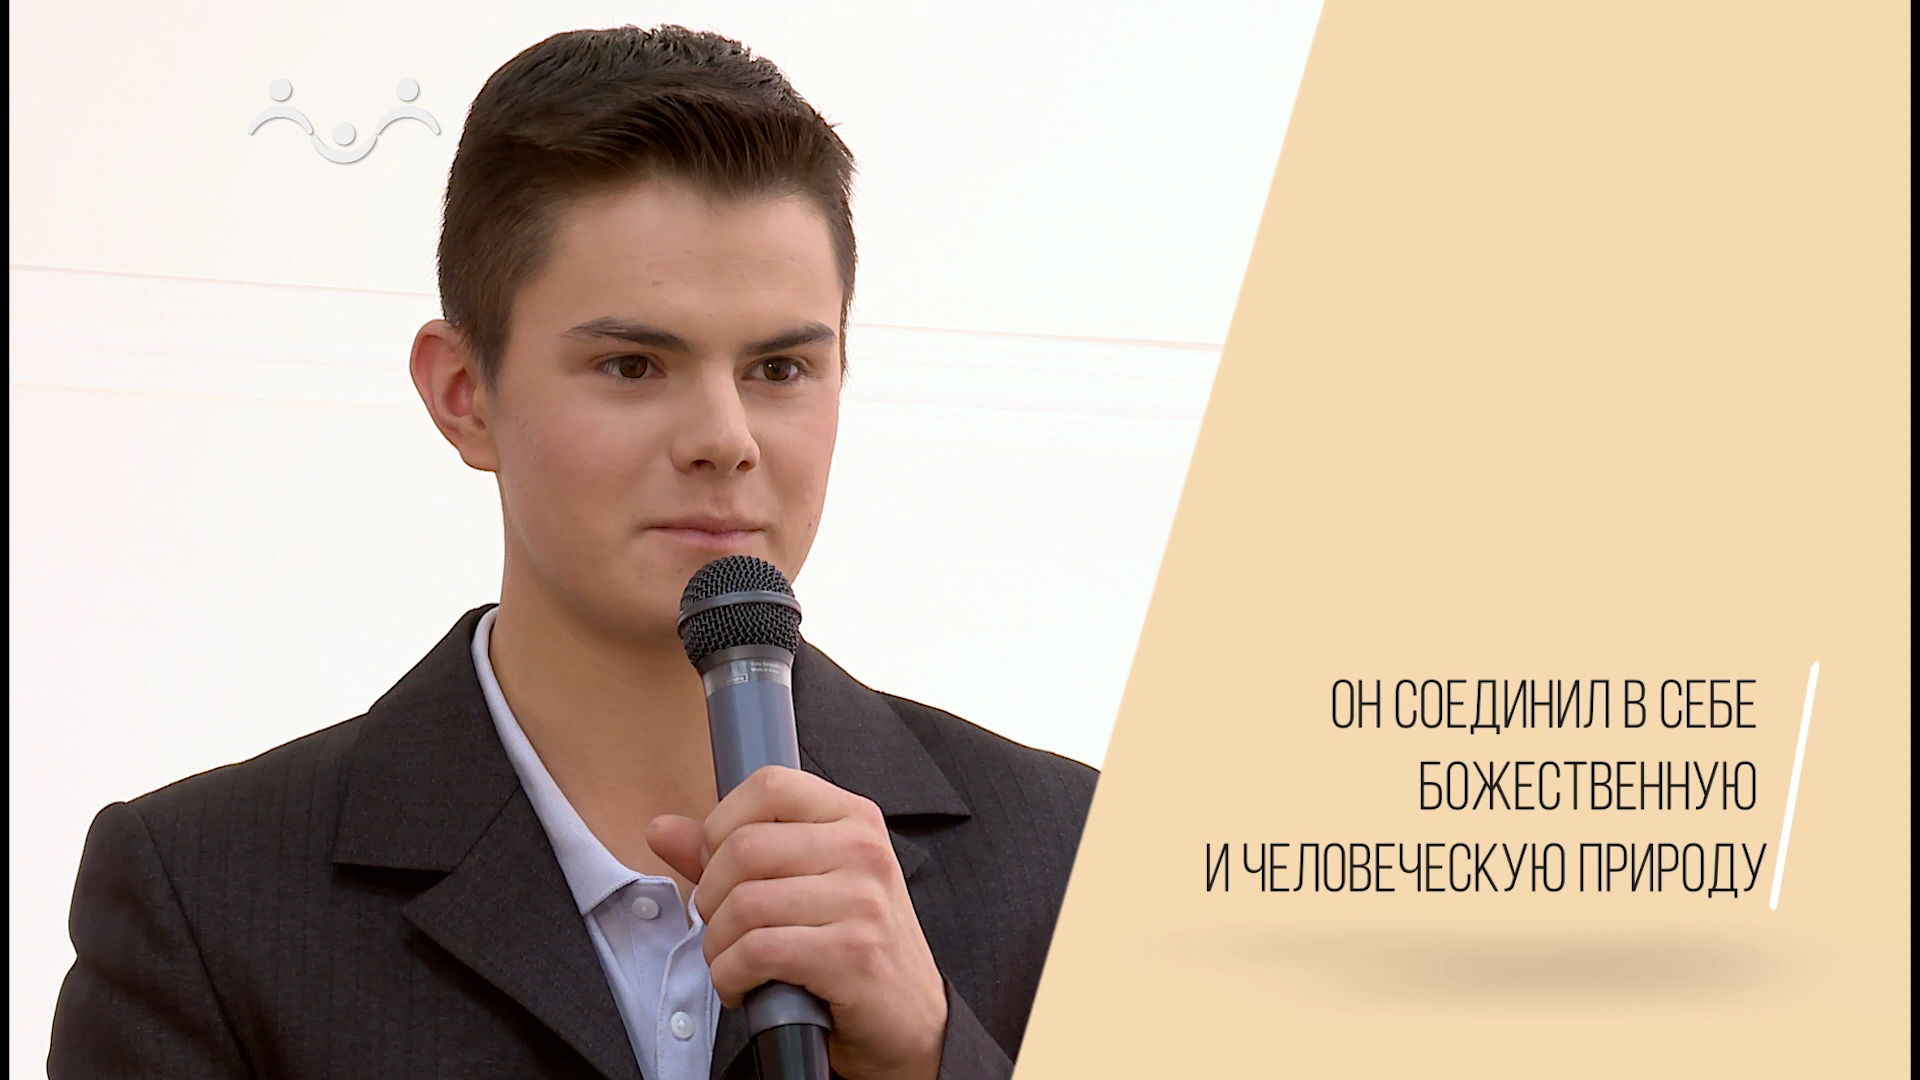 ОН СОЕДИНИЛ В СЕБЕ
БОЖЕСТВЕННУЮ
И ЧЕЛОВЕЧЕСКУЮ ПРИРОДУ